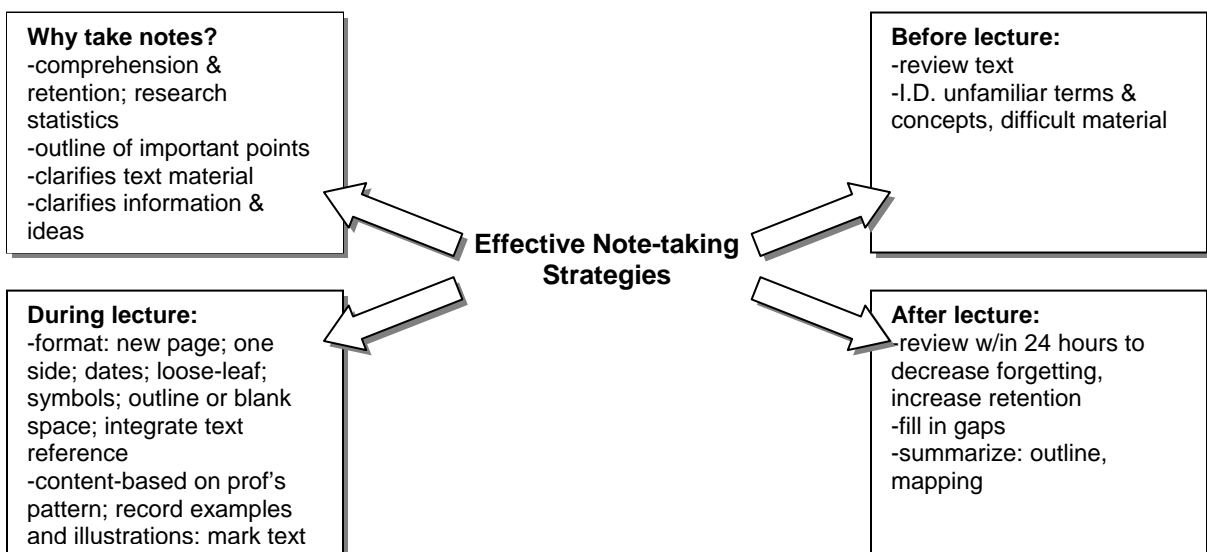 Why take notes?
-comprehension &
retention; research
statistics
-outline of important points
-clarifies text material
-clarifies information &
ideas
Before lecture:
-review text
-I.D. unfamiliar terms &
concepts, difficult material
Effective Note-taking
Strategies
During lecture:
-format: new page; one
side; dates; loose-leaf;
symbols; outline or blank
space; integrate text
reference
-content-based on prof’s
pattern; record examples
and illustrations: mark text
After lecture:
-review w/in 24 hours to
decrease forgetting,
increase retention
-fill in gaps
-summarize: outline,
mapping